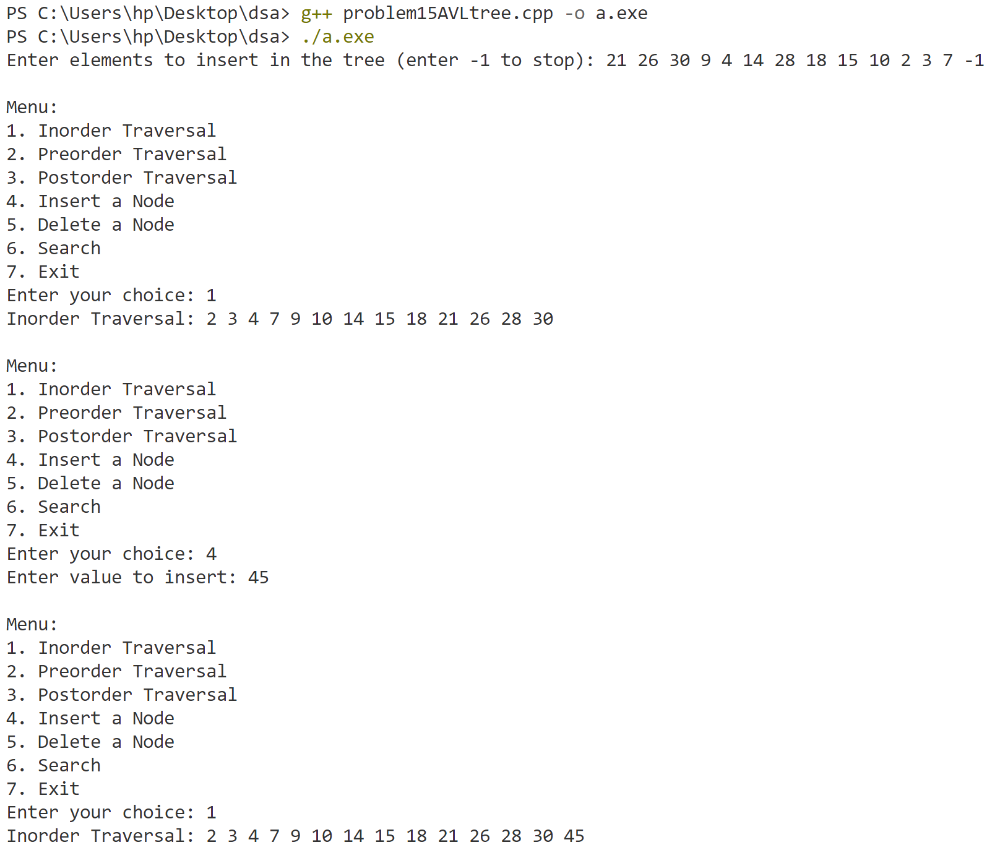 PS C:\Users\hp\Desktop\dsa> g++ problem15AVLtree.cpp -o a.exe
PS C:\Users\hp\Desktop\dsa> ./a.exe
Enter elements to insert in the tree (enter -1 to stop): 21 26 30 9 4 14 28 18 15 10 2 3 7 -1
Menu:
1. Inorder Traversal
2. Preorder Traversal
3. Postorder Traversal
4. Insert a Node
5. Delete a Node
6. Search
7. Exit
Enter your choice: 1
Inorder Traversal: 2 3 4 7 9 10 14 15 18 21 26 28 30
Menu:
1. Inorder Traversal
2. Preorder Traversal
3. Postorder Traversal
4. Insert a Node
5. Delete a Node
6. Search
7. Exit
Enter your choice: 4
Enter value to insert: 45
Menu:
1. Inorder Traversal
2. Preorder Traversal
3. Postorder Traversal
4. Insert a Node
5. Delete a Node
6. Search
7. Exit
Enter your choice: 1
Inorder Traversal: 2 3 4 7 9 10 14 15 18 21 26 28 30 45